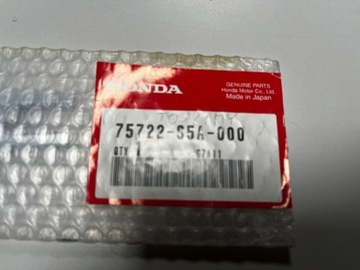 HONDA
GENUINE PARTS
Honda Motor Co., Ltd.
Made in Japan
75722-S5A-000
QTY 1